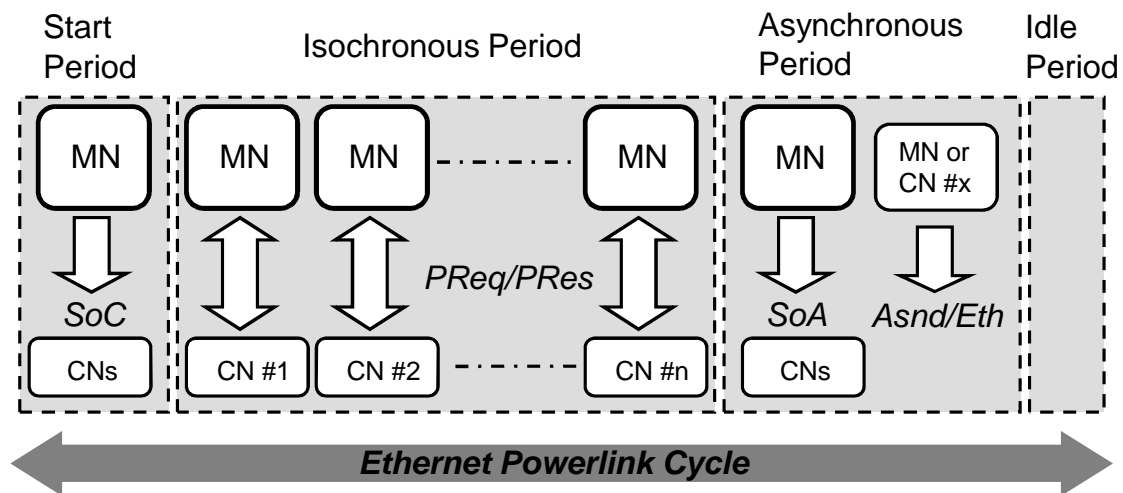 Start
Period
Isochronous Period
Asynchronous
Period
Idle
Period
MN
MN
MN
MN
MN
MN or
CN #x
PReq/PRes
SoC
SoA
Asnd/Eth
CNs
CN #1
CN #2
CN #n
CNs
Ethernet Powerlink Cycle